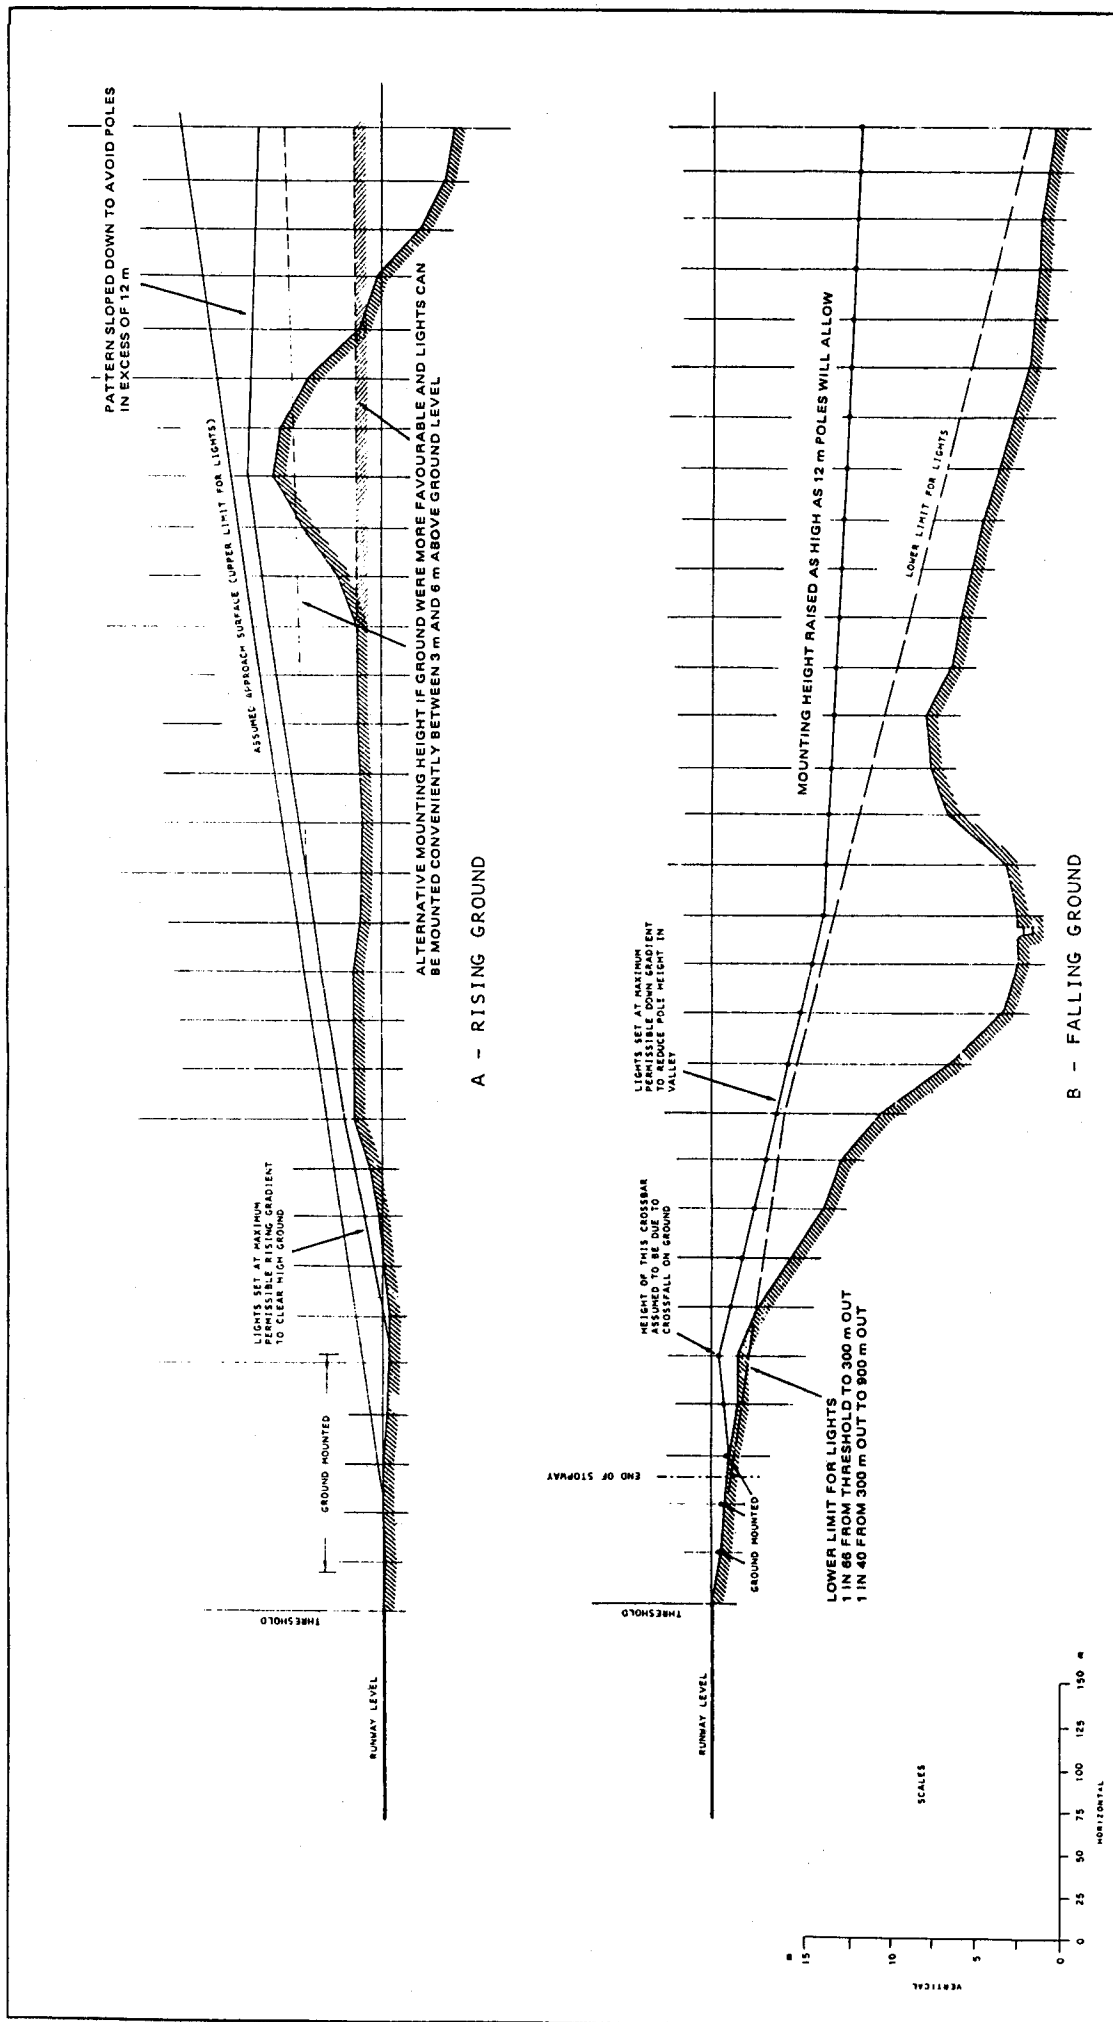 PATTERN SLOPED DOWN TO AVOID POLES
IN EXCESS OF 12 m
ASSUMED APPROACH SURFACE (UPPER LIMIT FOR LIGHTS)
ALTERNATIVE MOUNTING HEIGHT IF GROUND WERE MORE FAVOURABLE AND LIGHTS CAN
BE MOUNTED CONVENIENTLY BETWEEN 3 m AND 6 m ABOVE GROUND LEVEL
LIGHTS SET AT MAXIMUM
PERMISSIBLE RISING GRADIENT
TO CLEAR HIGH GROUND
GROUND MOUNTED
THRESHOLD
RUNWAY LEVEL
A - RISING GROUND
MOUNTING HEIGHT RAISED AS HIGH AS 12 m POLES WILL ALLOW
LOWER LIMIT FOR LIGHTS
LIGHTS SET AT MAXIMUM
PERMISSIBLE DOWN GRADIENT
TO REDUCE POLE HEIGHT IN
VALLEY
HEIGHT OF THIS CROSSBAR
ASSUMED TO BE DUE TO
CROSSFALL ON GROUND
END OF STOPWAY
GROUND MOUNTED
LOWER LIMIT FOR LIGHTS
1 IN 66 FROM THRESHOLD TO 300 m OUT
1 IN 40 FROM 300 m OUT TO 900 m OUT
THRESHOLD
RUNWAY LEVEL
B - FALLING GROUND
SCALES
m
15
10
5
0
VERTICAL
0 25 50 75 100 125 150 m
HORIZONTAL